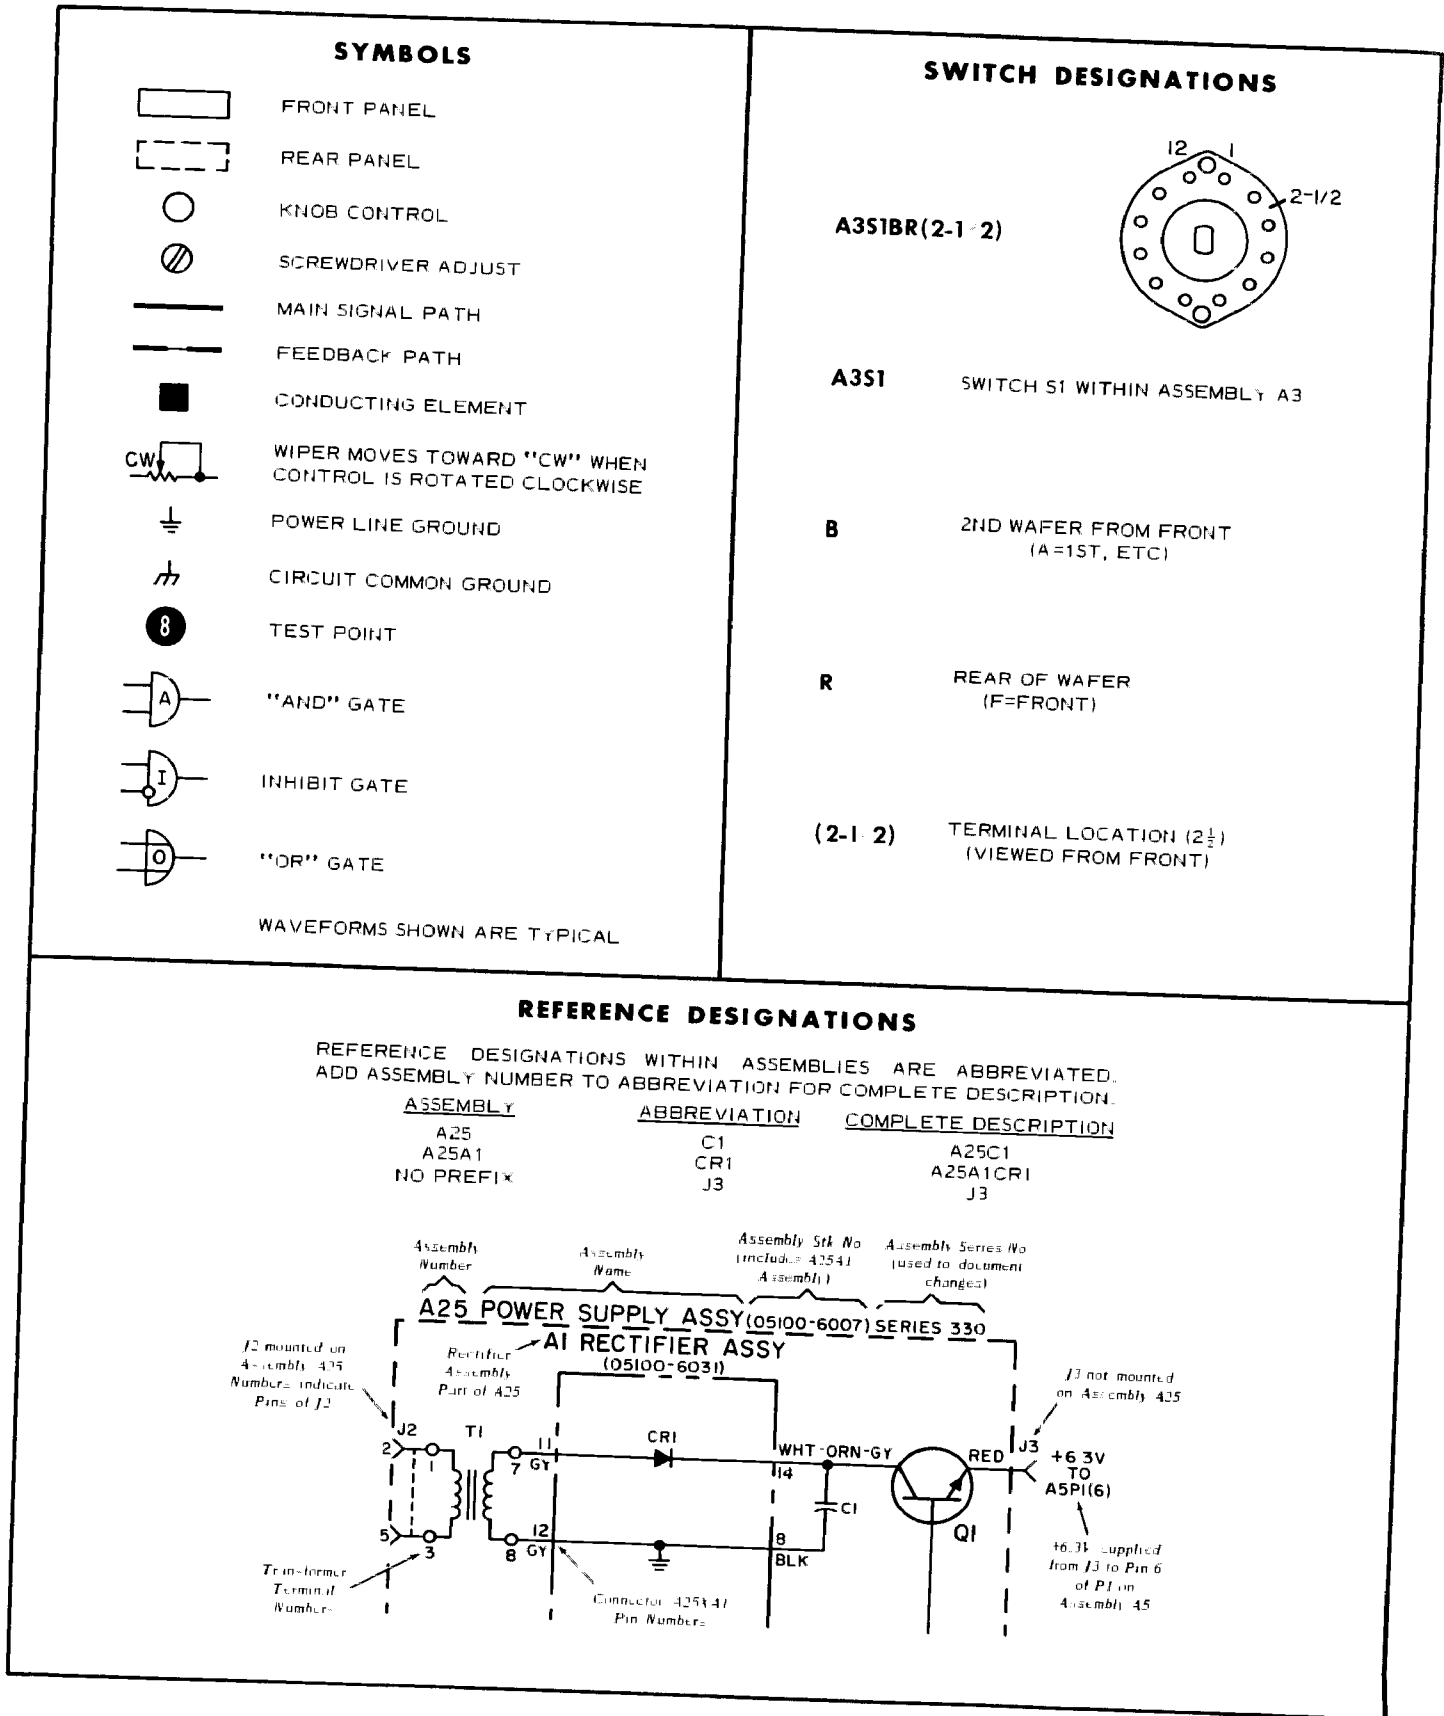 SYMBOLS
FRONT PANEL
REAR PANEL
KNOB CONTROL
SCREWDRIVER ADJUST
MAIN SIGNAL PATH
FEEDBACK PATH
CONDUCTING ELEMENT
CW
WIPER MOVES TOWARD "CW" WHEN
CONTROL IS ROTATED CLOCKWISE
POWER LINE GROUND
CIRCUIT COMMON GROUND
8
TEST POINT
A
"AND" GATE
I
INHIBIT GATE
O
"OR" GATE
WAVEFORMS SHOWN ARE TYPICAL
SWITCH DESIGNATIONS
12 1
2-1/2
A3S1BR(2-1 2)
A3S1 SWITCH S1 WITHIN ASSEMBLY A3
B 2ND WAFER FROM FRONT
(A=1ST, ETC)
R REAR OF WAFER
(F=FRONT)
(2-1 2) TERMINAL LOCATION (2½)
(VIEWED FROM FRONT)
REFERENCE DESIGNATIONS
REFERENCE DESIGNATIONS WITHIN ASSEMBLIES ARE ABBREVIATED.
ADD ASSEMBLY NUMBER TO ABBREVIATION FOR COMPLETE DESCRIPTION.
ASSEMBLY ABBREVIATION COMPLETE DESCRIPTION
A25 C1 A25C1
A25A1 CR1 A25A1CR1
NO PREFIX J3 J3
Assembly
Number
Assembly
Name
Assembly Stk No
(includes A25A1
Assembly)
Assembly Series No
(used to document
changes)
A25 POWER SUPPLY ASSY (05100-6007) SERIES 330
A1 RECTIFIER ASSY
(05100-6031)
J2 mounted on
Assembly A25
Numbers indicate
Pins of J2
Rectifier
Assembly
Part of A25
J3 not mounted
on Assembly A25
J2
2
1
T1
7
11
GY
CR1
WHT-ORN-GY
14
RED
J3
+6 3V
TO
A5P1(6)
C1
Q1
5
3
8
12
GY
8
BLK
Transformer
Terminal
Numbers
Connector
Pin Numbers
+6.3V supplied
from J3 to Pin 6
of P1 on
Assembly A5